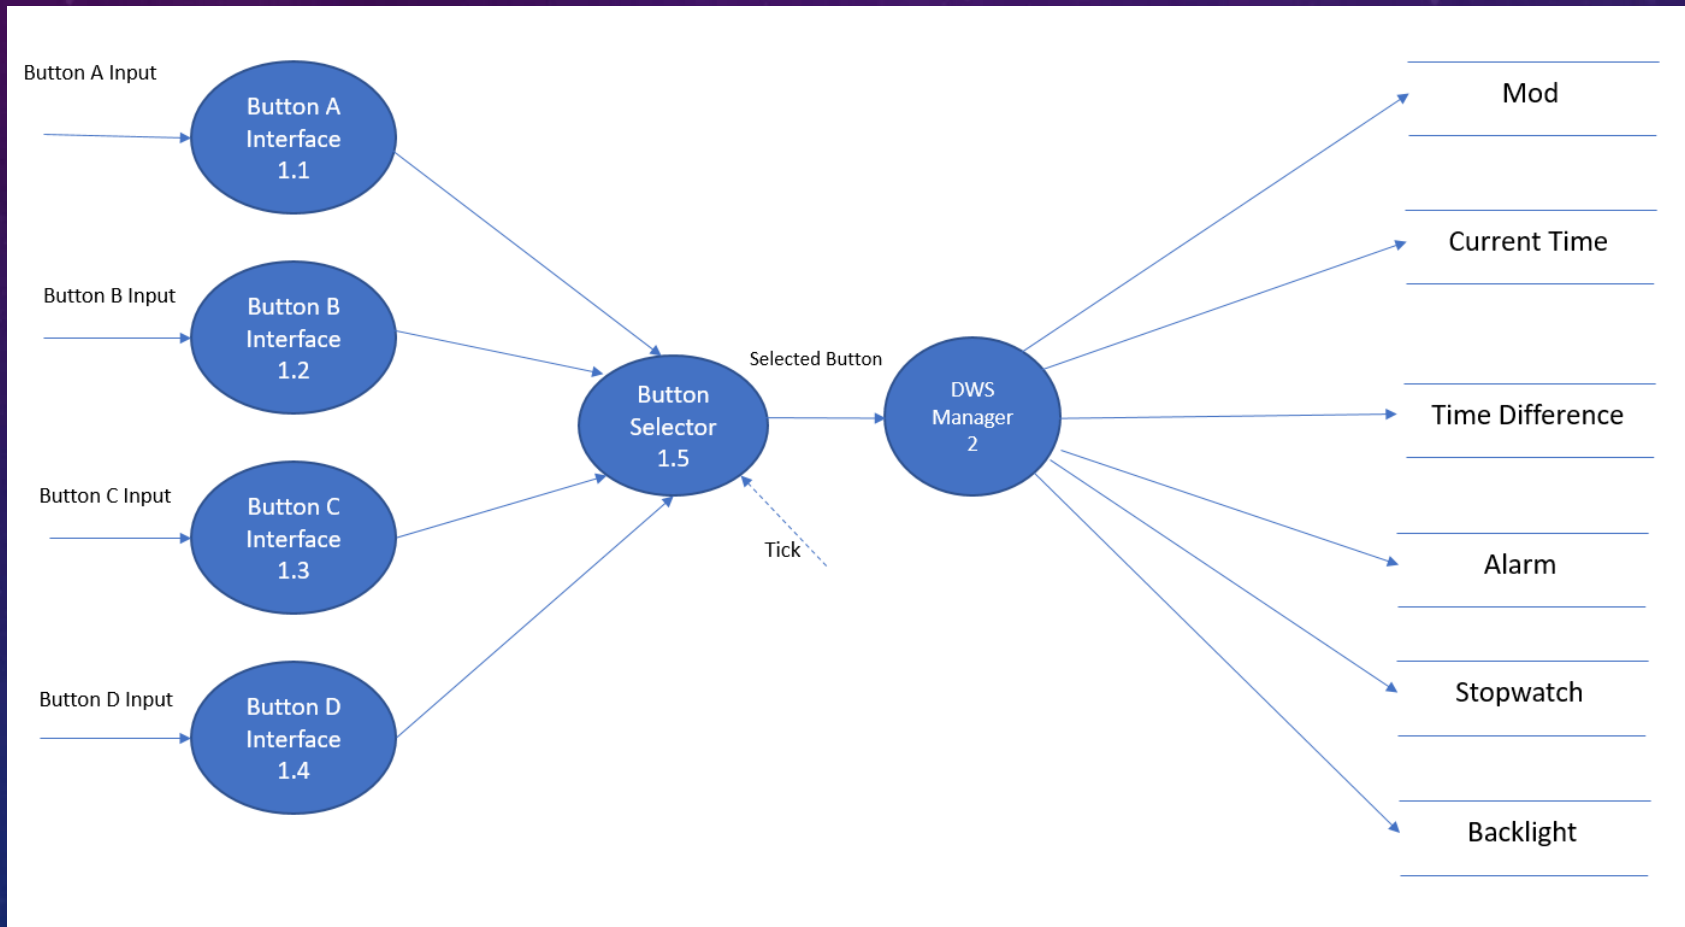 Button A Input
Button A
Interface
1.1
Button B Input
Button B
Interface
1.2
Button C Input
Button C
Interface
1.3
Button D Input
Button D
Interface
1.4
Button
Selector
1.5
Tick
Selected Button
DWS
Manager
2
Mod
Current Time
Time Difference
Alarm
Stopwatch
Backlight